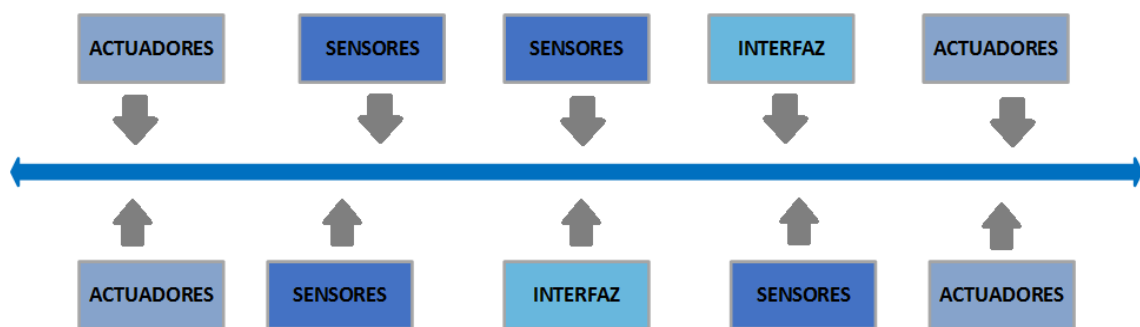 ACTUADORES
SENSORES
SENSORES
INTERFAZ
ACTUADORES
ACTUADORES
SENSORES
INTERFAZ
SENSORES
ACTUADORES